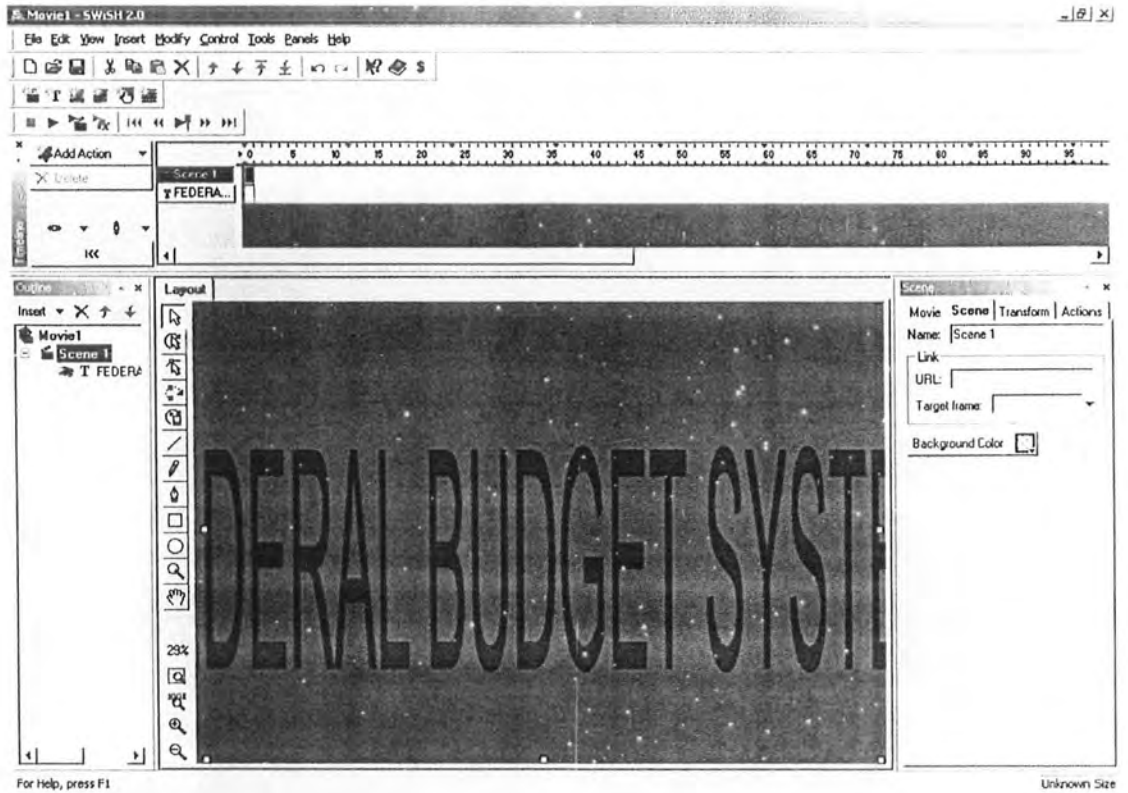 Movie1 - SWiSH 2.0
File Edit View Insert Modify Control Tools Panels Help
Add Action
Delete
0 5 10 15 20 25 30 35 40 45 50 55 60 65 70 75 80 85 90 95
Scene 1
T FEDERA...
Timeline
Outline
Insert
Movie1
Scene 1
T FEDERA
Layout
DERAL BUDGET SYSTE
29%
100%
Scene
Movie Scene Transform Actions
Name: Scene 1
Link
URL:
Target frame:
Background Color
For Help, press F1
Unknown Size